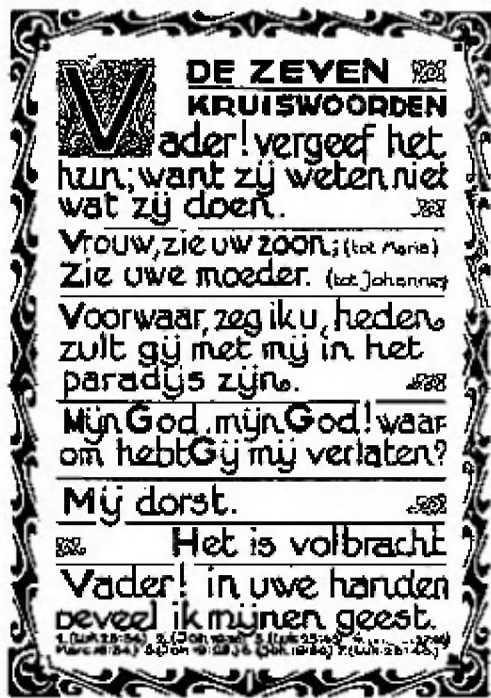 DE ZEVEN
KRUISWOORDEN
Vader! vergeef het
hun; want zij weten niet
wat zij doen.
Vrouw, zie uw zoon; (tot Maria)
Zie uwe moeder. (tot Johannes)
Voorwaar, zeg ik u, heden
zult gij met mij in het
paradijs zijn.
Mijn God, mijn God! waar
om hebt Gij mij verlaten?
Mij dorst.
Het is volbracht
Vader! in uwe handen
beveel ik mijnen geest.